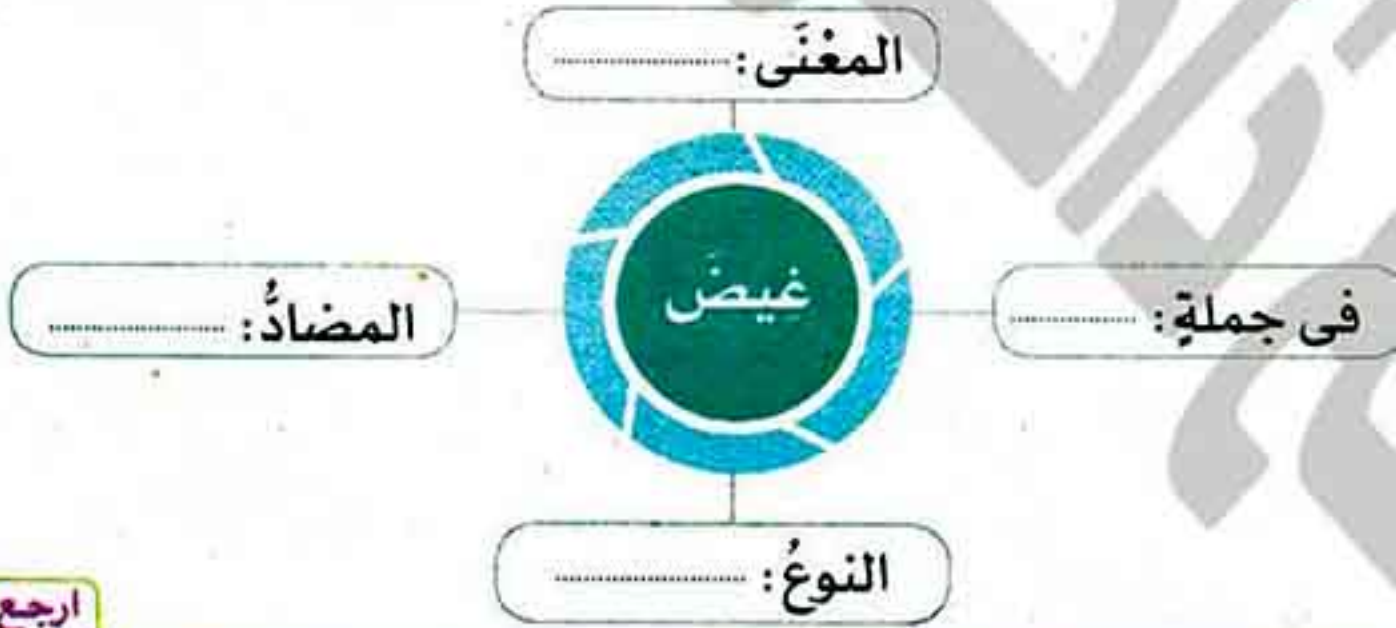 المعْنَى: ................
فى جملةٍ: ................
غيضَ
المضادُّ: ................
النوعُ: ................
ارجع